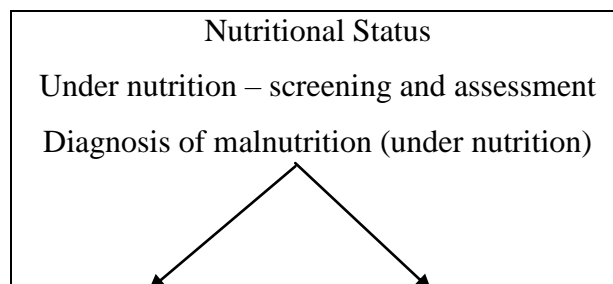 Nutritional Status
Under nutrition – screening and assessment
Diagnosis of malnutrition (under nutrition)